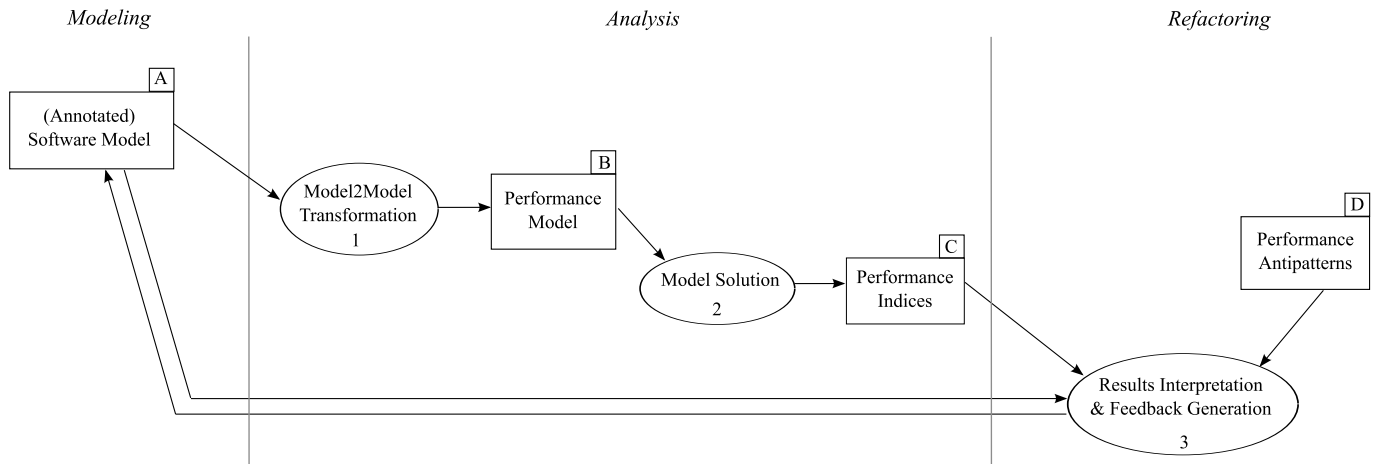 Modeling
Analysis
Refactoring
A
(Annotated)
Software Model
Model2Model
Transformation
1
B
Performance
Model
Model Solution
2
C
Performance
Indices
D
Performance
Antipatterns
Results Interpretation
& Feedback Generation
3